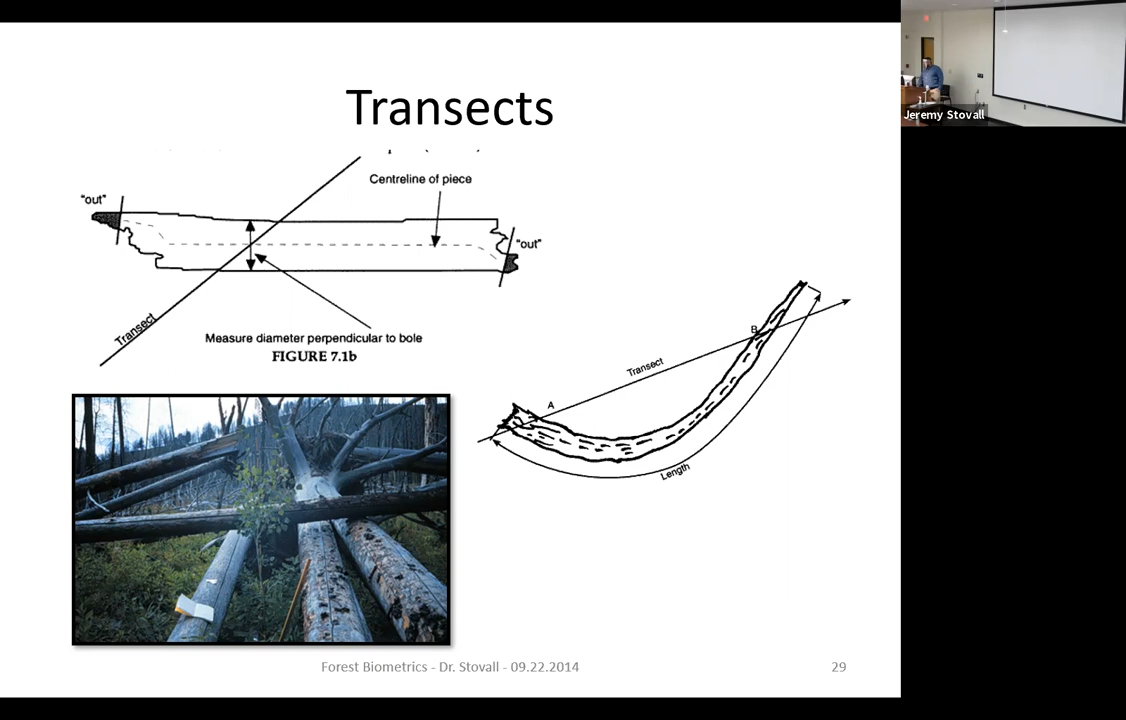 Transects
Centreline of piece
"out"
"out"
Transect
Measure diameter perpendicular to bole
FIGURE 7.1b
B
Transect
A
Length
Forest Biometrics - Dr. Stovall - 09.22.2014
29
Jeremy Stovall